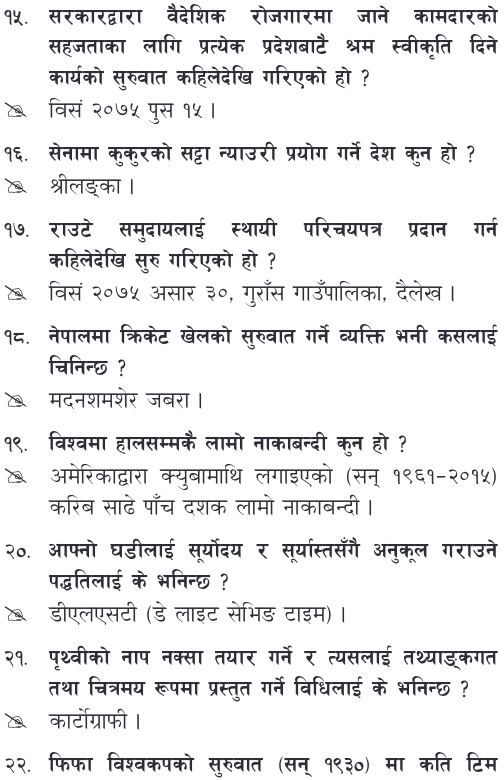 १५. सरकारद्वारा वैदेशिक रोजगारमा जाने कामदारको
सहजताका लागि प्रत्येक प्रदेशबाटै श्रम स्वीकृति दिने
कार्यको सुरुवात कहिलेदेखि गरिएको हो ?
विसं २०७५ पुस १५ ।
१६. सेनामा कुकुरको सट्टा न्याउरी प्रयोग गर्ने देश कुन हो ?
श्रीलङ्का ।
१७. राउटे समुदायलाई स्थायी परिचयपत्र प्रदान गर्न
कहिलेदेखि सुरु गरिएको हो ?
विसं २०७५ असार ३०, गुराँस गाउँपालिका, दैलेख ।
१८. नेपालमा क्रिकेट खेलको सुरुवात गर्ने व्यक्ति भनी कसलाई
चिनिन्छ ?
मदनशमशेर जबरा ।
१९. विश्वमा हालसम्मकै लामो नाकाबन्दी कुन हो ?
अमेरिकाद्वारा क्युबामाथि लगाइएको (सन् १९६१-२०१५)
करिब साढे पाँच दशक लामो नाकाबन्दी ।
२०. आफ्नो घडीलाई सूर्योदय र सूर्यास्तसँगै अनुकूल गराउने
पद्धतिलाई के भनिन्छ ?
डीएलएसटी (डे लाइट सेभिङ टाइम) ।
२१. पृथ्वीको नाप नक्सा तयार गर्ने र त्यसलाई तथ्याङ्कगत
तथा चित्रमय रूपमा प्रस्तुत गर्ने विधिलाई के भनिन्छ ?
कार्टोग्राफी ।
२२. फिफा विश्वकपको सुरुवात (सन् १९३०) मा कति टिम